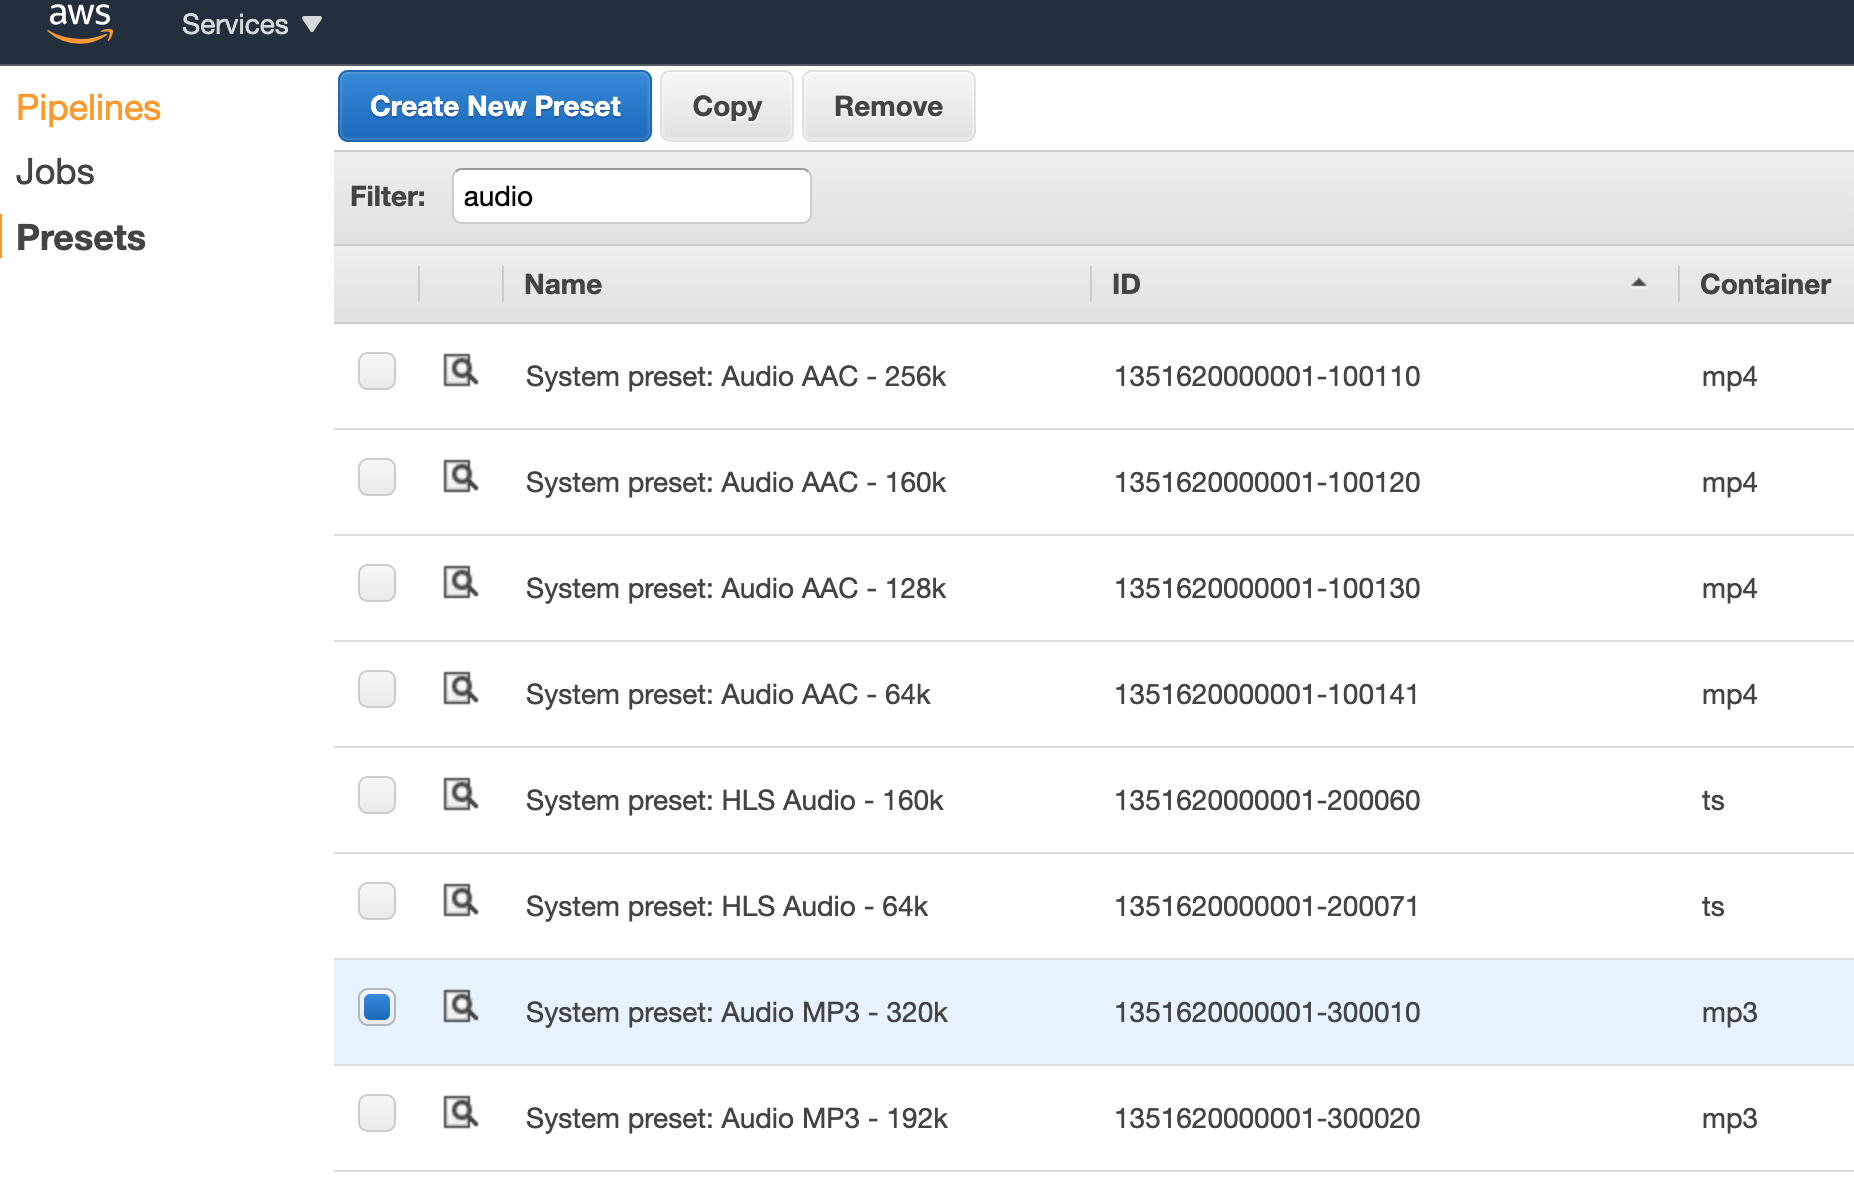 aws
Services
Pipelines
Jobs
Presets
Create New Preset Copy Remove
Filter: audio
Name ID Container
System preset: Audio AAC - 256k 1351620000001-100110 mp4
System preset: Audio AAC - 160k 1351620000001-100120 mp4
System preset: Audio AAC - 128k 1351620000001-100130 mp4
System preset: Audio AAC - 64k 1351620000001-100141 mp4
System preset: HLS Audio - 160k 1351620000001-200060 ts
System preset: HLS Audio - 64k 1351620000001-200071 ts
System preset: Audio MP3 - 320k 1351620000001-300010 mp3
System preset: Audio MP3 - 192k 1351620000001-300020 mp3